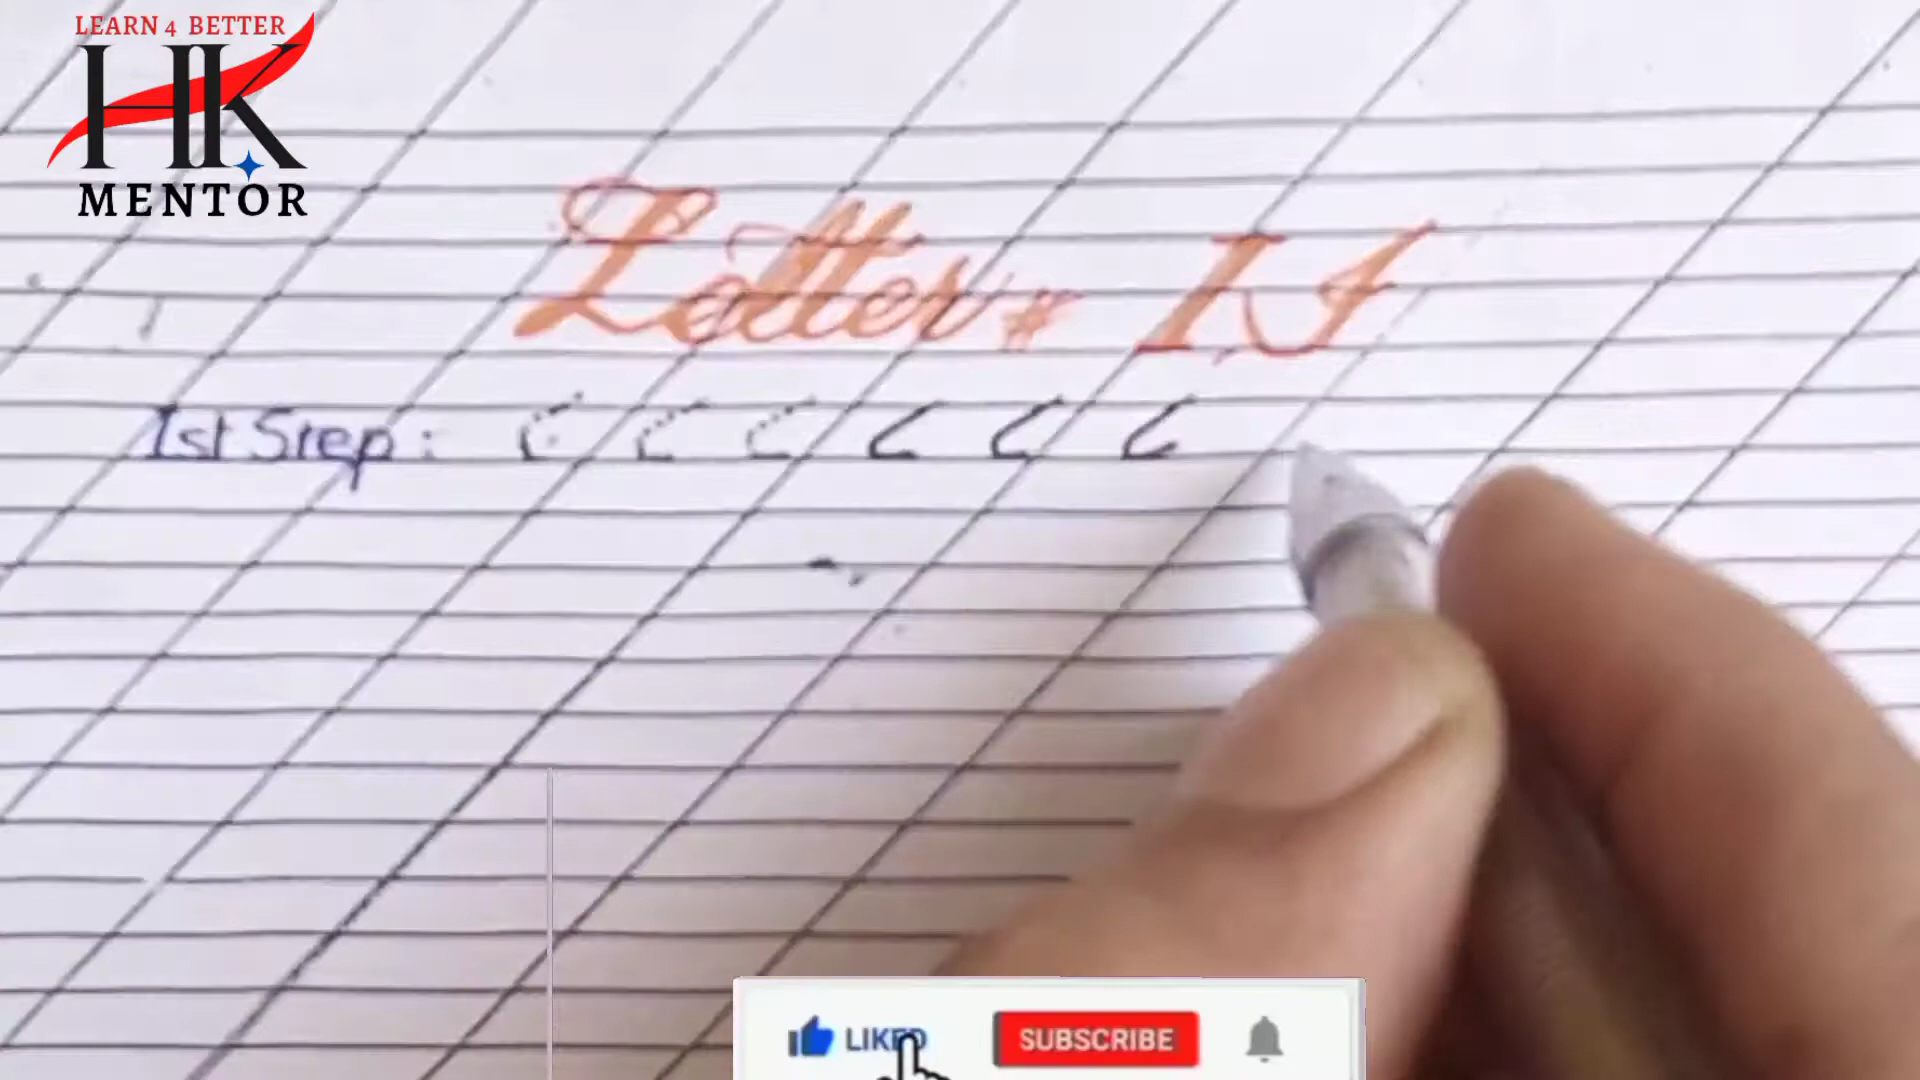 LEARN 4 BETTER
HK
MENTOR
Letter #
1st Step:
LIKED
SUBSCRIBE